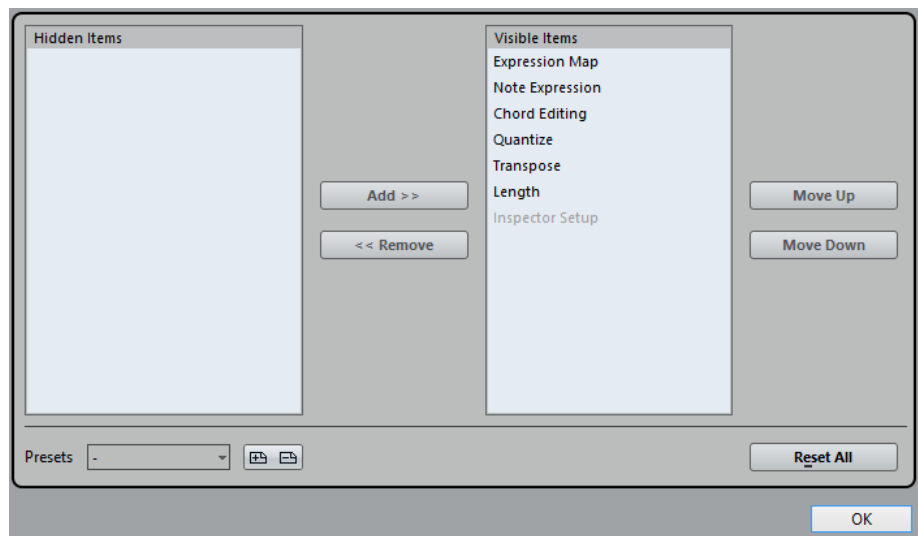 Hidden Items
Visible Items
Expression Map
Note Expression
Chord Editing
Quantize
Transpose
Length
Inspector Setup
Add >>
<< Remove
Move Up
Move Down
Presets
-
Reset All
OK